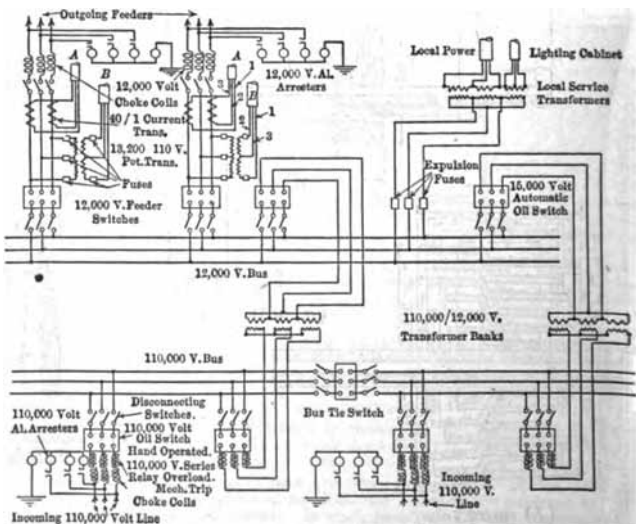 Outgoing Feeders
A
B
12,000 Volt
Choke Coils
40/1 Current
Trans.
13,200 110 V.
Pot. Trans.
Fuses
12,000 V. Feeder
Switches
A
1
12,000 V. Al.
Arresters
B
1
3
Local Power
Lighting Cabinet
Local Service
Transformers
Expulsion
Fuses
15,000 Volt
Automatic
Oil Switch
12,000 V. Bus
110,000/12,000 V.
Transformer Banks
110,000 V. Bus
Bus Tie Switch
Disconnecting
Switches.
110,000 Volt
Al. Arresters
110,000 Volt
Oil Switch
Hand Operated.
110,000 V. Series
Relay Overload.
Mech. Trip
Choke Coils
Incoming 110,000 Volt Line
Incoming
110,000 V.
Line